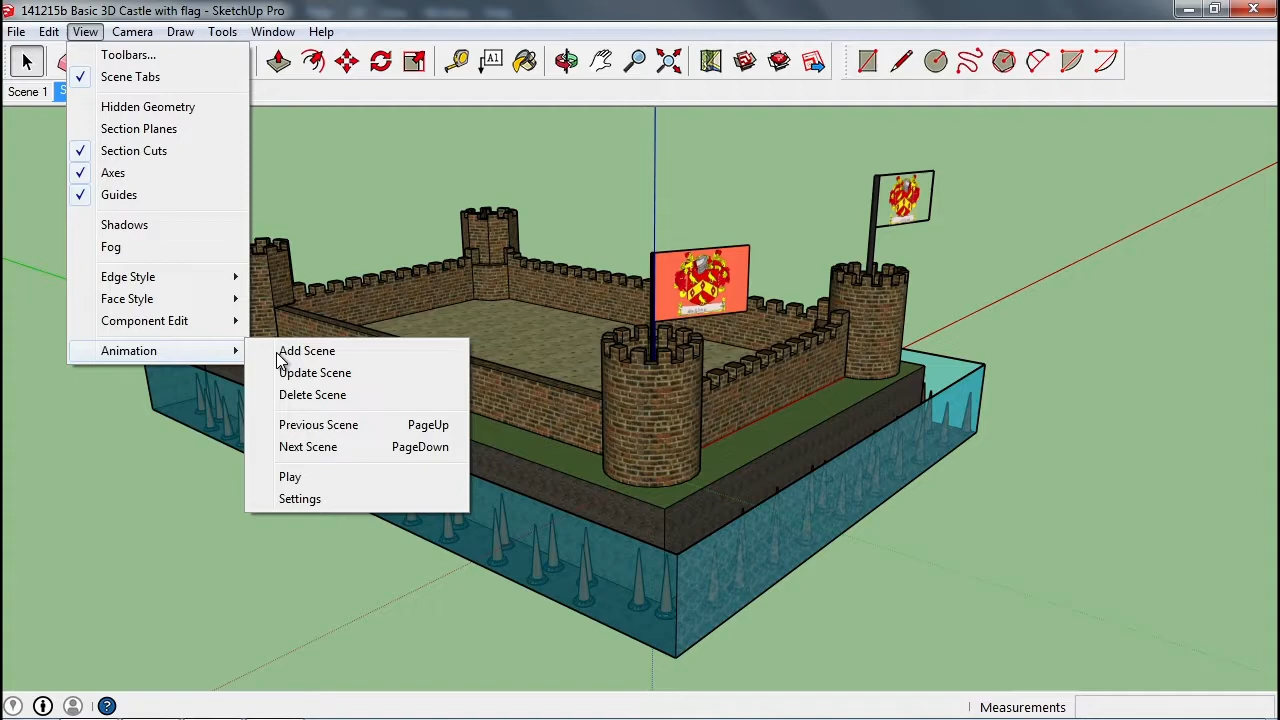 141215b Basic 3D Castle with flag - SketchUp Pro
File Edit View Camera Draw Tools Window Help
A1
Scene 1
Toolbars...
Scene Tabs
Hidden Geometry
Section Planes
Section Cuts
Axes
Guides
Shadows
Fog
Edge Style
Face Style
Component Edit
Animation
Add Scene
Update Scene
Delete Scene
Previous Scene PageUp
Next Scene PageDown
Play
Settings
Measurements